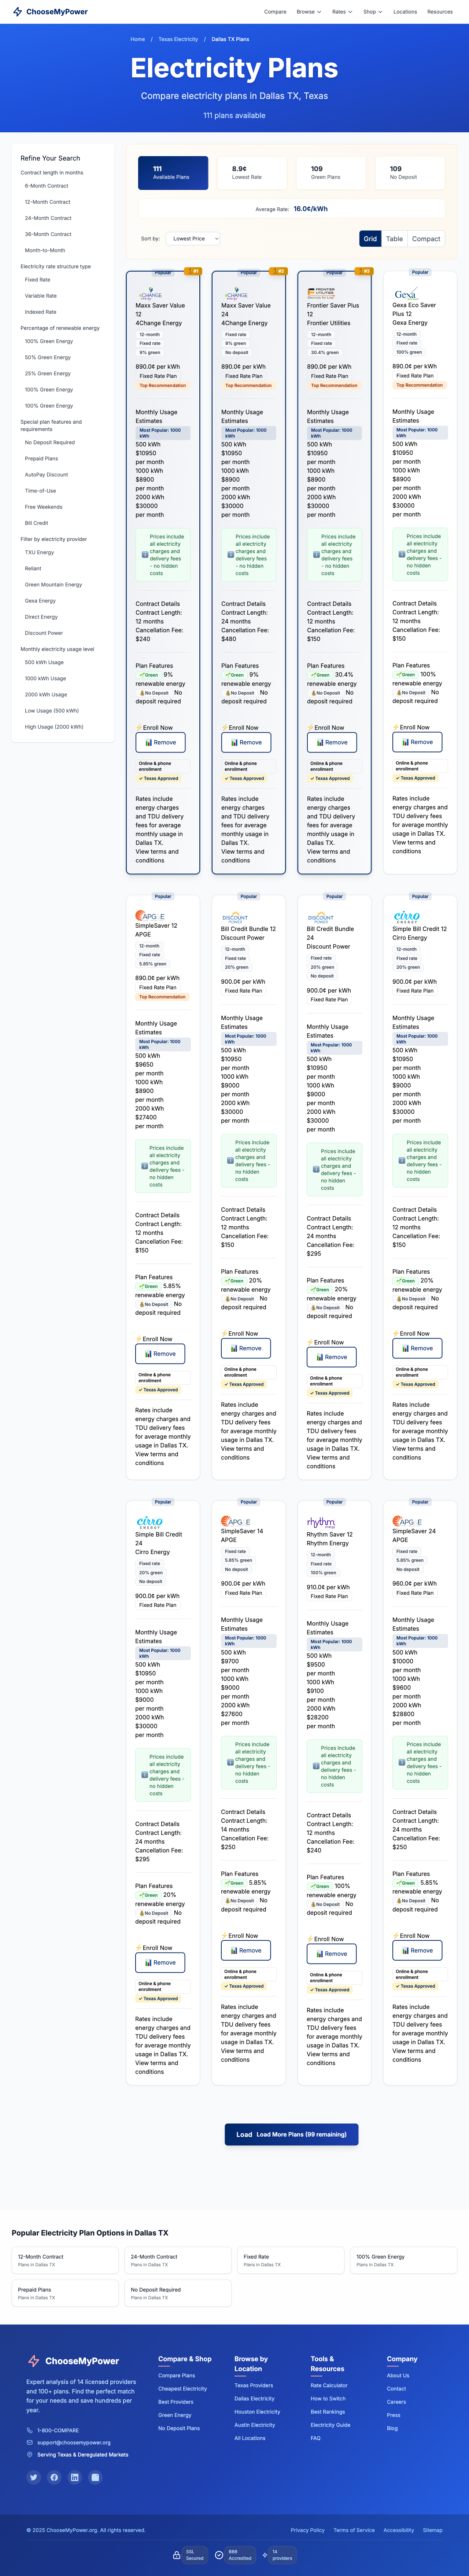 ChooseMyPower
Compare
Browse
Rates
Shop
Locations
Resources
Home / Texas Electricity / Dallas TX Plans
Electricity Plans
Compare electricity plans in Dallas TX, Texas
111 plans available
Refine Your Search
Contract length in months
6-Month Contract
12-Month Contract
24-Month Contract
36-Month Contract
Month-to-Month
Electricity rate structure type
Fixed Rate
Variable Rate
Indexed Rate
Percentage of renewable energy
100% Green Energy
50% Green Energy
25% Green Energy
100% Green Energy
100% Green Energy
Special plan features and
requirements
No Deposit Required
Prepaid Plans
AutoPay Discount
Time-of-Use
Free Weekends
Bill Credit
Filter by electricity provider
TXU Energy
Reliant
Green Mountain Energy
Gexa Energy
Direct Energy
Discount Power
Monthly electricity usage level
500 kWh Usage
1000 kWh Usage
2000 kWh Usage
Low Usage (500 kWh)
High Usage (2000 kWh)
111
Available Plans
8.9¢
Lowest Rate
109
Green Plans
109
No Deposit
Average Rate: 16.0¢/kWh
Sort by:
Lowest Price
Grid
Table
Compact
Popular
#1
Maxx Saver Value
12
4Change Energy
12-month
Fixed rate
9% green
890.0¢ per kWh
Fixed Rate Plan
Top Recommendation
Monthly Usage
Estimates
Most Popular: 1000
kWh
500 kWh
$10950
per month
1000 kWh
$8900
per month
2000 kWh
$30000
per month
Prices include
all electricity
charges and
delivery fees
- no hidden
costs
Contract Details
Contract Length:
12 months
Cancellation Fee:
$240
Plan Features
Green 9%
renewable energy
No Deposit No
deposit required
Enroll Now
Remove
Online & phone
enrollment
✓ Texas Approved
Rates include
energy charges
and TDU delivery
fees for average
monthly usage in
Dallas TX.
View terms and
conditions
Popular
#2
Maxx Saver Value
24
4Change Energy
Fixed rate
9% green
No deposit
890.0¢ per kWh
Fixed Rate Plan
Top Recommendation
Monthly Usage
Estimates
Most Popular: 1000
kWh
500 kWh
$10950
per month
1000 kWh
$8900
per month
2000 kWh
$30000
per month
Prices include
all electricity
charges and
delivery fees
- no hidden
costs
Contract Details
Contract Length:
24 months
Cancellation Fee:
$480
Plan Features
Green 9%
renewable energy
No Deposit No
deposit required
Enroll Now
Remove
Online & phone
enrollment
✓ Texas Approved
Rates include
energy charges
and TDU delivery
fees for average
monthly usage in
Dallas TX.
View terms and
conditions
Popular
#3
Frontier Saver Plus
12
Frontier Utilities
12-month
Fixed rate
30.4% green
890.0¢ per kWh
Fixed Rate Plan
Top Recommendation
Monthly Usage
Estimates
Most Popular: 1000
kWh
500 kWh
$10950
per month
1000 kWh
$8900
per month
2000 kWh
$30000
per month
Prices include
all electricity
charges and
delivery fees
- no hidden
costs
Contract Details
Contract Length:
12 months
Cancellation Fee:
$150
Plan Features
Green 30.4%
renewable energy
No Deposit No
deposit required
Enroll Now
Remove
Online & phone
enrollment
✓ Texas Approved
Rates include
energy charges
and TDU delivery
fees for average
monthly usage in
Dallas TX.
View terms and
conditions
Popular
Gexa
Gexa Eco Saver
Plus 12
Gexa Energy
12-month
Fixed rate
100% green
890.0¢ per kWh
Fixed Rate Plan
Top Recommendation
Monthly Usage
Estimates
Most Popular: 1000
kWh
500 kWh
$10950
per month
1000 kWh
$8900
per month
2000 kWh
$30000
per month
Prices include
all electricity
charges and
delivery fees -
no hidden
costs
Contract Details
Contract Length:
12 months
Cancellation Fee:
$150
Plan Features
Green 100%
renewable energy
No Deposit No
deposit required
Enroll Now
Remove
Online & phone
enrollment
✓ Texas Approved
Rates include
energy charges and
TDU delivery fees
for average monthly
usage in Dallas TX.
View terms and
conditions
Popular
SimpleSaver 12
APGE
12-month
Fixed rate
5.85% green
890.0¢ per kWh
Fixed Rate Plan
Top Recommendation
Monthly Usage
Estimates
Most Popular: 1000
kWh
500 kWh
$9650
per month
1000 kWh
$8900
per month
2000 kWh
$27400
per month
Prices include
all electricity
charges and
delivery fees -
no hidden
costs
Contract Details
Contract Length:
12 months
Cancellation Fee:
$150
Plan Features
Green 5.85%
renewable energy
No Deposit No
deposit required
Enroll Now
Remove
Online & phone
enrollment
✓ Texas Approved
Rates include
energy charges and
TDU delivery fees
for average monthly
usage in Dallas TX.
View terms and
conditions
Popular
DISCOUNT
POWER
Bill Credit Bundle 12
Discount Power
12-month
Fixed rate
20% green
900.0¢ per kWh
Fixed Rate Plan
Monthly Usage
Estimates
Most Popular: 1000
kWh
500 kWh
$10950
per month
1000 kWh
$9000
per month
2000 kWh
$30000
per month
Prices include
all electricity
charges and
delivery fees -
no hidden
costs
Contract Details
Contract Length:
12 months
Cancellation Fee:
$150
Plan Features
Green 20%
renewable energy
No Deposit No
deposit required
Enroll Now
Remove
Online & phone
enrollment
✓ Texas Approved
Rates include
energy charges and
TDU delivery fees
for average monthly
usage in Dallas TX.
View terms and
conditions
Popular
DISCOUNT
POWER
Bill Credit Bundle
24
Discount Power
Fixed rate
20% green
No deposit
900.0¢ per kWh
Fixed Rate Plan
Monthly Usage
Estimates
Most Popular: 1000
kWh
500 kWh
$10950
per month
1000 kWh
$9000
per month
2000 kWh
$30000
per month
Prices include
all electricity
charges and
delivery fees -
no hidden
costs
Contract Details
Contract Length:
24 months
Cancellation Fee:
$295
Plan Features
Green 20%
renewable energy
No Deposit No
deposit required
Enroll Now
Remove
Online & phone
enrollment
✓ Texas Approved
Rates include
energy charges and
TDU delivery fees
for average monthly
usage in Dallas TX.
View terms and
conditions
Popular
cirro
ENERGY
Simple Bill Credit 12
Cirro Energy
12-month
Fixed rate
20% green
900.0¢ per kWh
Fixed Rate Plan
Monthly Usage
Estimates
Most Popular: 1000
kWh
500 kWh
$10950
per month
1000 kWh
$9000
per month
2000 kWh
$30000
per month
Prices include
all electricity
charges and
delivery fees -
no hidden
costs
Contract Details
Contract Length:
12 months
Cancellation Fee:
$150
Plan Features
Green 20%
renewable energy
No Deposit No
deposit required
Enroll Now
Remove
Online & phone
enrollment
✓ Texas Approved
Rates include
energy charges and
TDU delivery fees
for average monthly
usage in Dallas TX.
View terms and
conditions
Popular
cirro
ENERGY
Simple Bill Credit
24
Cirro Energy
Fixed rate
20% green
No deposit
900.0¢ per kWh
Fixed Rate Plan
Monthly Usage
Estimates
Most Popular: 1000
kWh
500 kWh
$10950
per month
1000 kWh
$9000
per month
2000 kWh
$30000
per month
Prices include
all electricity
charges and
delivery fees -
no hidden
costs
Contract Details
Contract Length:
24 months
Cancellation Fee:
$295
Plan Features
Green 20%
renewable energy
No Deposit No
deposit required
Enroll Now
Remove
Online & phone
enrollment
✓ Texas Approved
Rates include
energy charges and
TDU delivery fees
for average monthly
usage in Dallas TX.
View terms and
conditions
Popular
SimpleSaver 14
APGE
Fixed rate
5.85% green
No deposit
900.0¢ per kWh
Fixed Rate Plan
Monthly Usage
Estimates
Most Popular: 1000
kWh
500 kWh
$9700
per month
1000 kWh
$9000
per month
2000 kWh
$27600
per month
Prices include
all electricity
charges and
delivery fees -
no hidden
costs
Contract Details
Contract Length:
14 months
Cancellation Fee:
$250
Plan Features
Green 5.85%
renewable energy
No Deposit No
deposit required
Enroll Now
Remove
Online & phone
enrollment
✓ Texas Approved
Rates include
energy charges and
TDU delivery fees
for average monthly
usage in Dallas TX.
View terms and
conditions
Popular
rhythm
Rhythm Saver 12
Rhythm Energy
12-month
Fixed rate
100% green
910.0¢ per kWh
Fixed Rate Plan
Monthly Usage
Estimates
Most Popular: 1000
kWh
500 kWh
$9500
per month
1000 kWh
$9100
per month
2000 kWh
$28200
per month
Prices include
all electricity
charges and
delivery fees -
no hidden
costs
Contract Details
Contract Length:
12 months
Cancellation Fee:
$240
Plan Features
Green 100%
renewable energy
No Deposit No
deposit required
Enroll Now
Remove
Online & phone
enrollment
✓ Texas Approved
Rates include
energy charges and
TDU delivery fees
for average monthly
usage in Dallas TX.
View terms and
conditions
Popular
SimpleSaver 24
APGE
Fixed rate
5.85% green
No deposit
960.0¢ per kWh
Fixed Rate Plan
Monthly Usage
Estimates
Most Popular: 1000
kWh
500 kWh
$10000
per month
1000 kWh
$9600
per month
2000 kWh
$28800
per month
Prices include
all electricity
charges and
delivery fees -
no hidden
costs
Contract Details
Contract Length:
24 months
Cancellation Fee:
$250
Plan Features
Green 5.85%
renewable energy
No Deposit No
deposit required
Enroll Now
Remove
Online & phone
enrollment
✓ Texas Approved
Rates include
energy charges and
TDU delivery fees
for average monthly
usage in Dallas TX.
View terms and
conditions
Load Load More Plans (99 remaining)
Popular Electricity Plan Options in Dallas TX
12-Month Contract
Plans in Dallas TX
24-Month Contract
Plans in Dallas TX
Fixed Rate
Plans in Dallas TX
100% Green Energy
Plans in Dallas TX
Prepaid Plans
Plans in Dallas TX
No Deposit Required
Plans in Dallas TX
ChooseMyPower
Expert analysis of 14 licensed providers
and 100+ plans. Find the perfect match
for your needs and save hundreds per
year.
1-800-COMPARE
support@choosemypower.org
Serving Texas & Deregulated Markets
Compare & Shop
Compare Plans
Cheapest Electricity
Best Providers
Green Energy
No Deposit Plans
Browse by
Location
Texas Providers
Dallas Electricity
Houston Electricity
Austin Electricity
All Locations
Tools &
Resources
Rate Calculator
How to Switch
Best Rankings
Electricity Guide
FAQ
Company
About Us
Contact
Careers
Press
Blog
© 2025 ChooseMyPower.org. All rights reserved.
Privacy Policy
Terms of Service
Accessibility
Sitemap
SSL
Secured
BBB
Accredited
14
providers